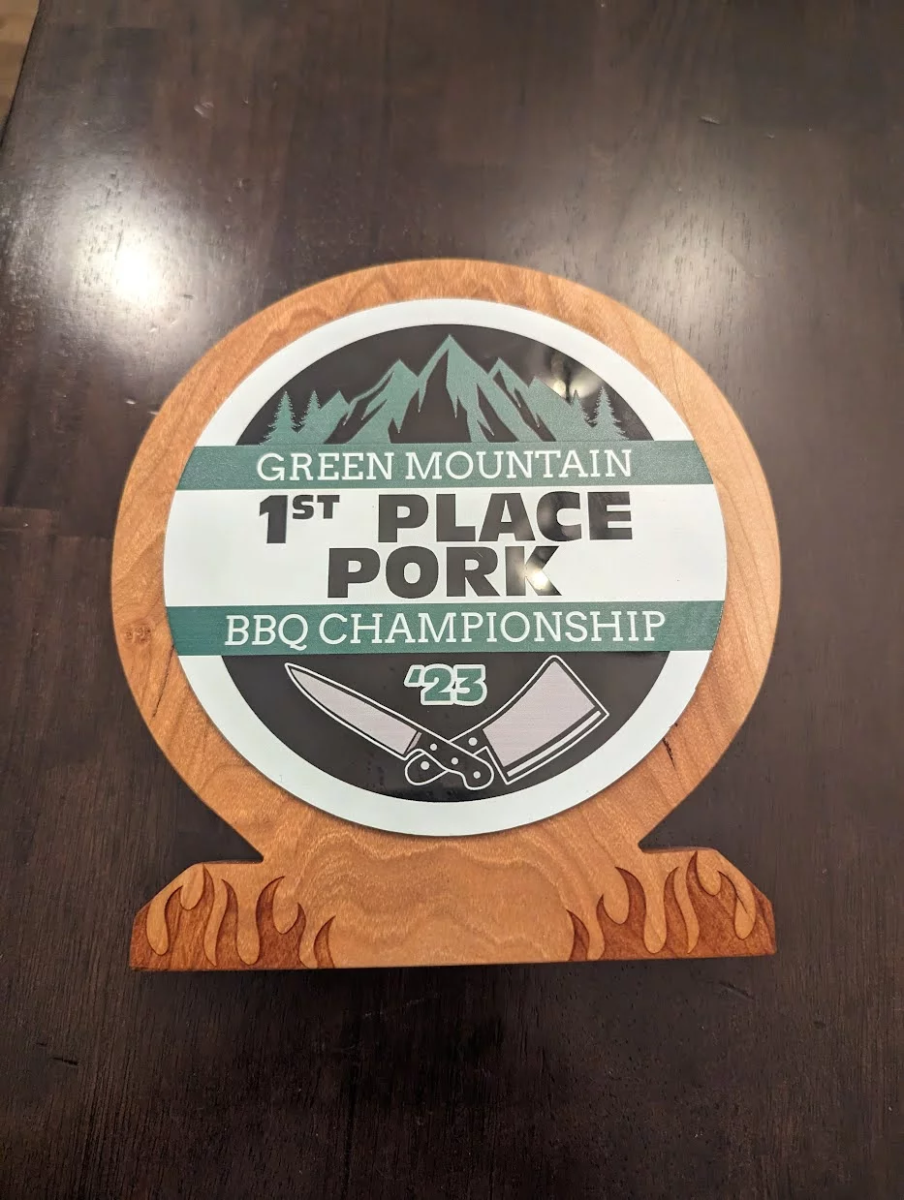 GREEN MOUNTAIN
1ST PLACE
PORK
BBQ CHAMPIONSHIP
'23